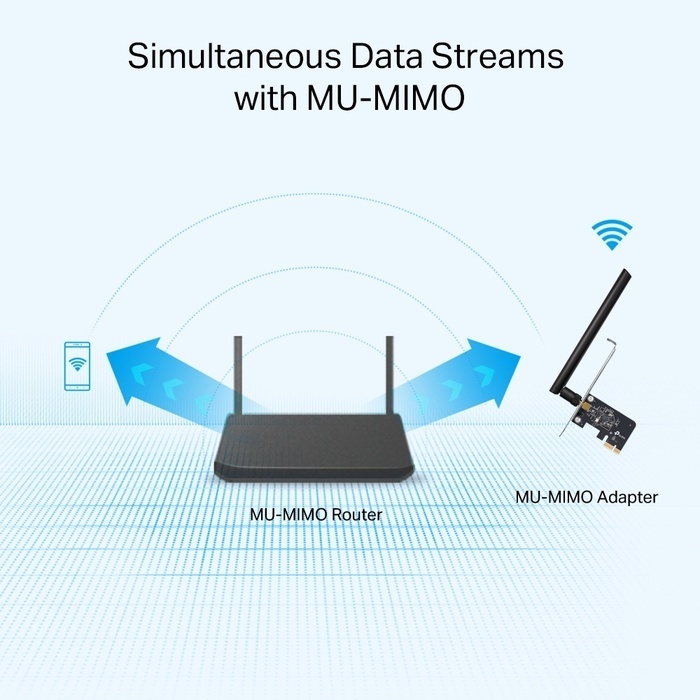 Simultaneous Data Streams
with MU-MIMO
MU-MIMO Adapter
MU-MIMO Router